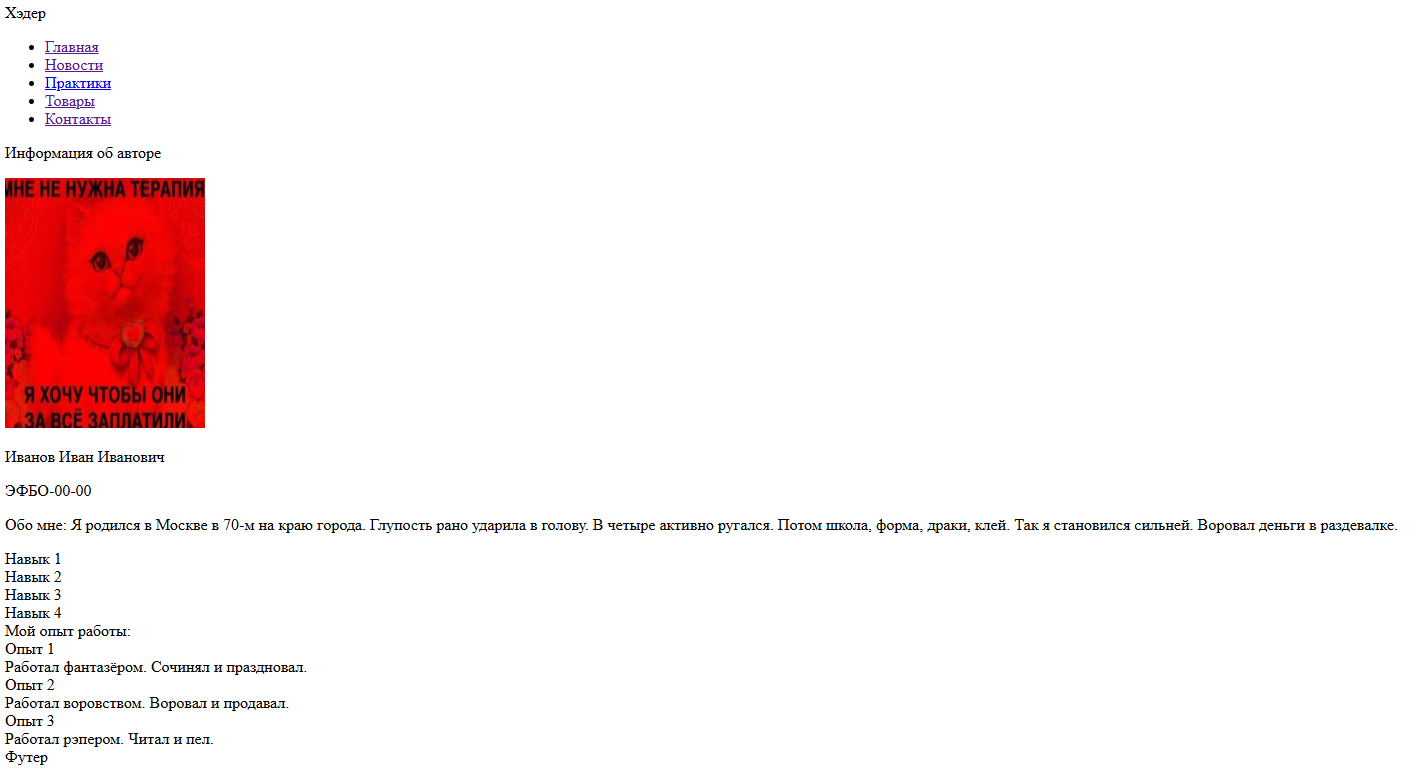 Хэдер
Главная
Новости
Практики
Товары
Контакты
Информация об авторе
МНЕ НЕ НУЖНА ТЕРАПИЯ
Я ХОЧУ ЧТОБЫ ОНИ
ЗА ВСЁ ЗАПЛАТИЛИ
Иванов Иван Иванович
ЭФБО-00-00
Обо мне: Я родился в Москве в 70-м на краю города. Глупость рано ударила в голову. В четыре активно ругался. Потом школа, форма, драки, клей. Так я становился сильней. Воровал деньги в раздевалке.
Навык 1
Навык 2
Навык 3
Навык 4
Мой опыт работы:
Опыт 1
Работал фантазёром. Сочинял и праздновал.
Опыт 2
Работал воровством. Воровал и продавал.
Опыт 3
Работал рэпером. Читал и пел.
Футер